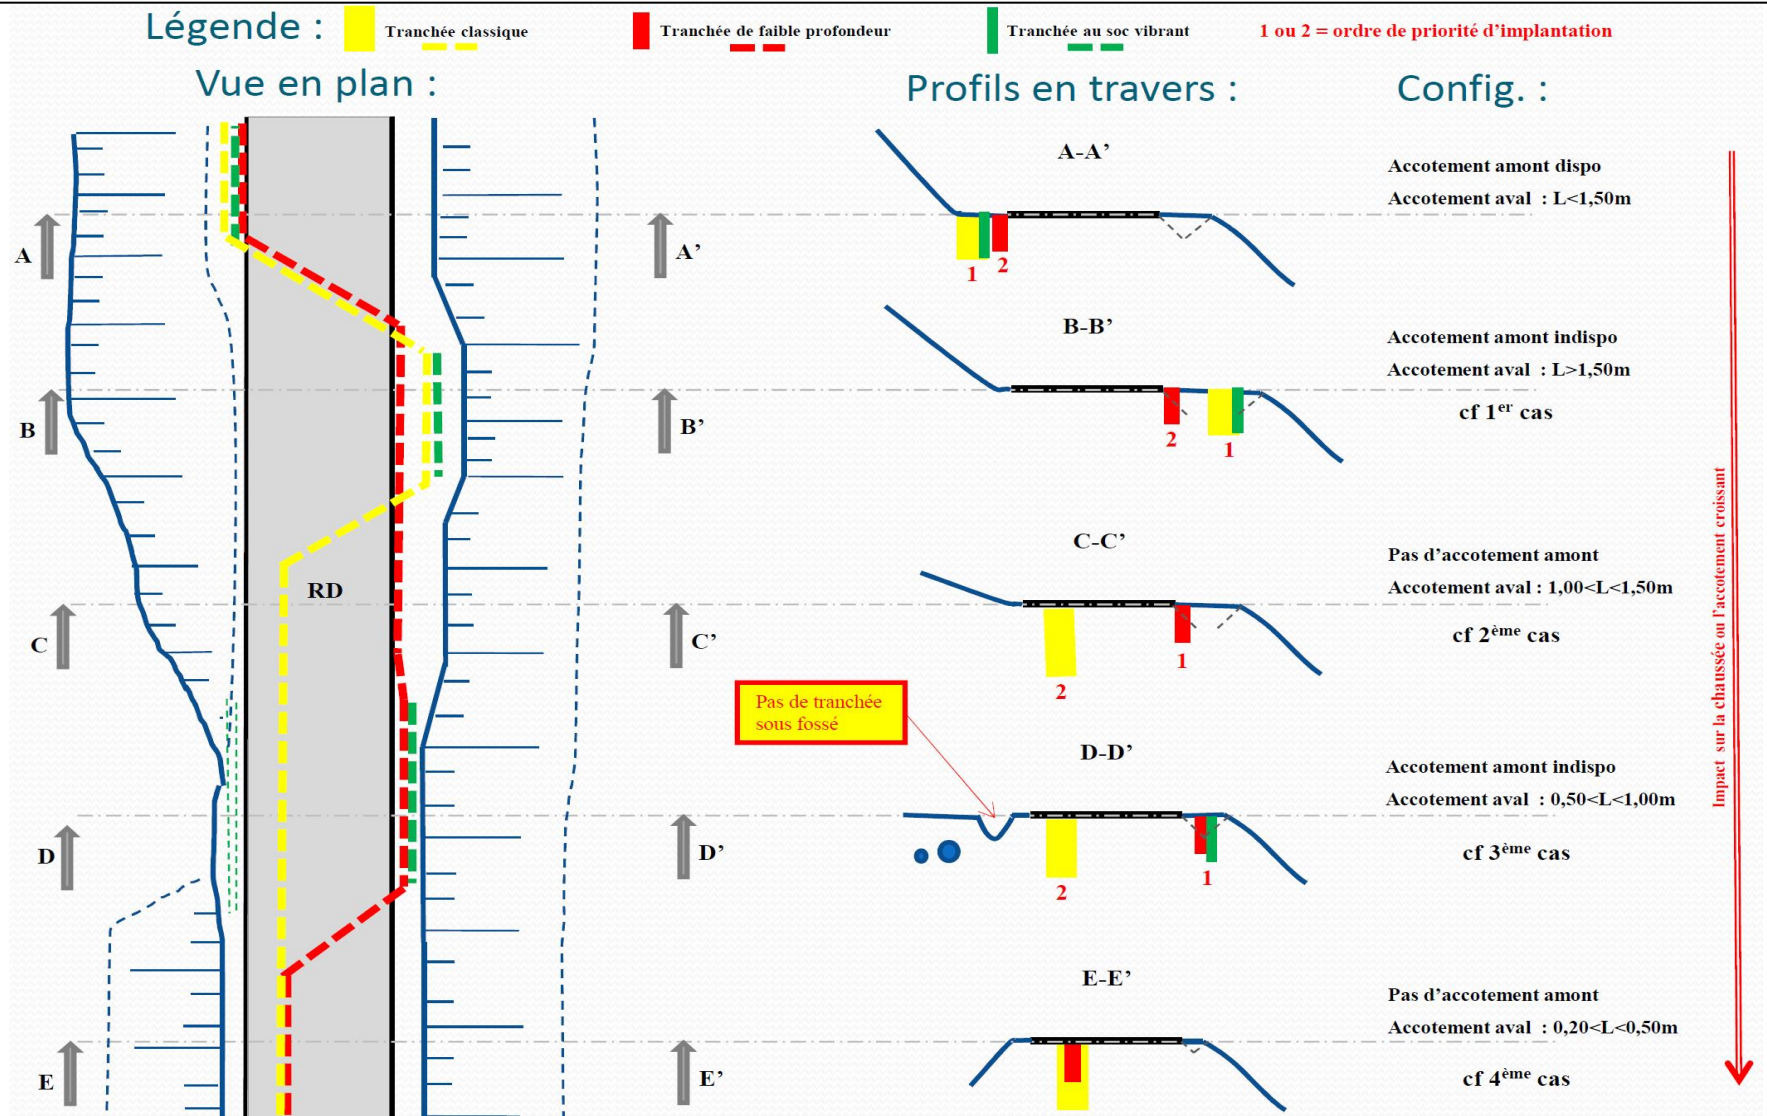 Légende :
Tranchée classique
Tranchée de faible profondeur
Tranchée au soc vibrant
1 ou 2 = ordre de priorité d'implantation
Vue en plan :
Profils en travers :
Config. :
A-A'
Accotement amont dispo
Accotement aval : L<1,50m
A
A'
1
2
B-B'
Accotement amont indispo
Accotement aval : L>1,50m
cf 1er cas
B
B'
2
1
C-C'
Pas d'accotement amont
Accotement aval : 1,00<L<1,50m
cf 2ème cas
RD
C
C'
1
2
Pas de tranchée
sous fossé
D-D'
Accotement amont indispo
Accotement aval : 0,50<L<1,00m
cf 3ème cas
D
D'
2
1
E-E'
Pas d'accotement amont
Accotement aval : 0,20<L<0,50m
cf 4ème cas
E
E'
Impact sur la chaussée ou l'accotement croissant